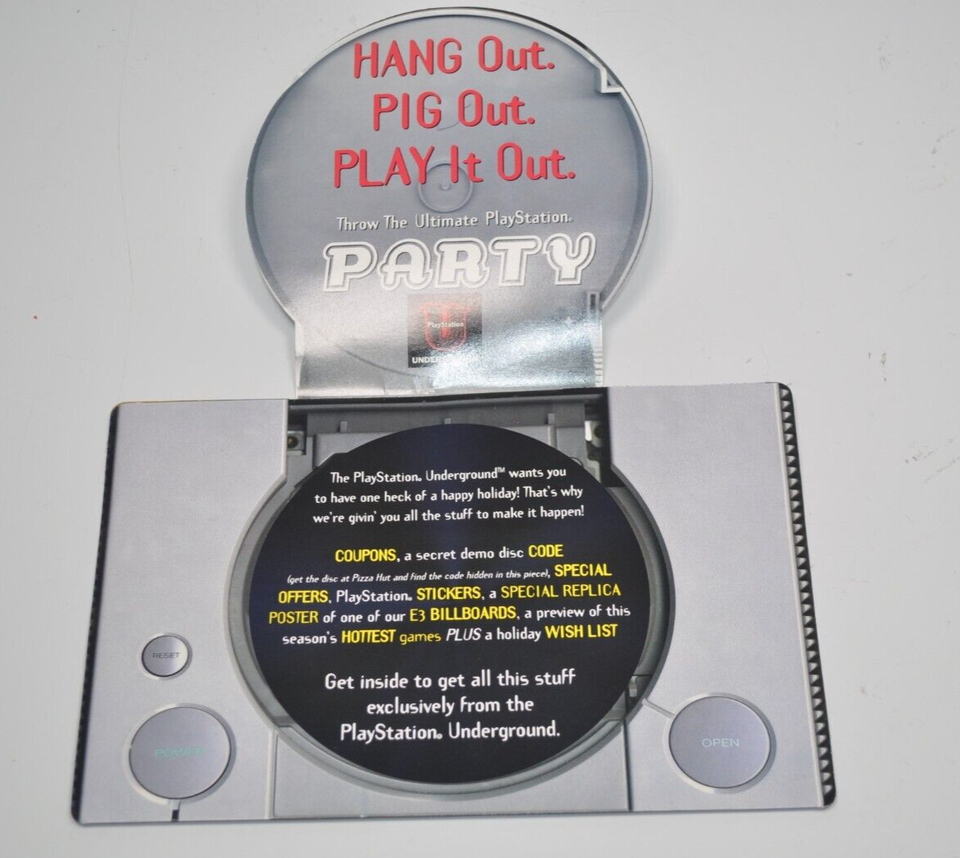 HANG Out.
PIG Out.
PLAY It Out.
Throw The Ultimate PlayStation.
PARTY
PlayStation
UNDERGROUND
The PlayStation. Underground™ wants you
to have one heck of a happy holiday! That's why
we're givin' you all the stuff to make it happen!
COUPONS, a secret demo disc CODE
(get the disc at Pizza Hut and find the code hidden in this piece), SPECIAL
OFFERS, PlayStation. STICKERS, a SPECIAL REPLICA
POSTER of one of our E3 BILLBOARDS, a preview of this
season's HOTTEST games PLUS a holiday WISH LIST
Get inside to get all this stuff
exclusively from the
PlayStation. Underground.
RESET
POWER
OPEN